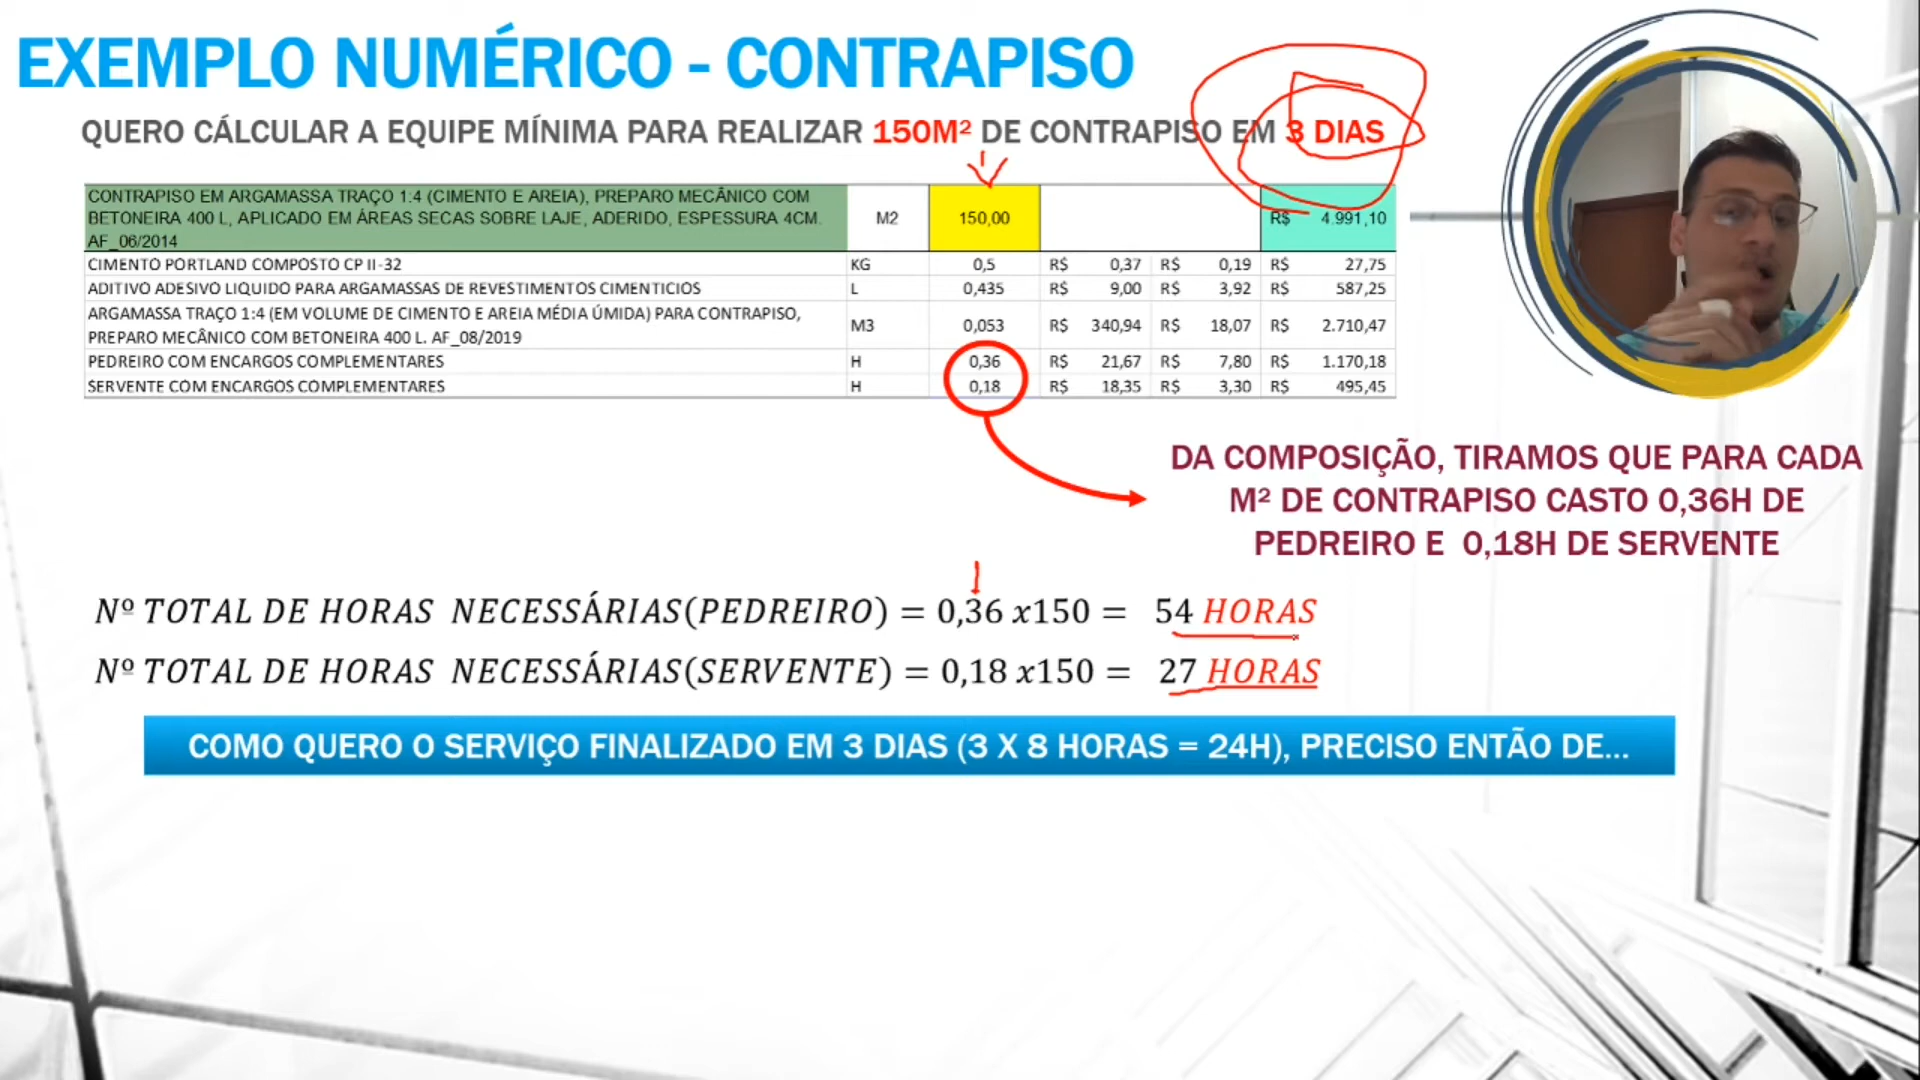 EXEMPLO NUMÉRICO - CONTRAPISO
QUERO CÁLCULAR A EQUIPE MÍNIMA PARA REALIZAR 150M² DE CONTRAPISO EM 3 DIAS
CONTRAPISO EM ARGAMASSA TRAÇO 1:4 (CIMENTO E AREIA), PREPARO MECÂNICO COM
BETONEIRA 400 L, APLICADO EM ÁREAS SECAS SOBRE LAJE, ADERIDO, ESPESSURA 4CM.
AF_06/2014
M2 150,00 R$ 4.991,10
CIMENTO PORTLAND COMPOSTO CP II-32 KG 0,5 R$ 0,37 R$ 0,19 R$ 27,75
ADITIVO ADESIVO LIQUIDO PARA ARGAMASSAS DE REVESTIMENTOS CIMENTICIOS L 0,435 R$ 9,00 R$ 3,92 R$ 587,25
ARGAMASSA TRAÇO 1:4 (EM VOLUME DE CIMENTO E AREIA MÉDIA ÚMIDA) PARA CONTRAPISO,
PREPARO MECÂNICO COM BETONEIRA 400 L. AF_08/2019
M3 0,053 R$ 340,94 R$ 18,07 R$ 2.710,47
PEDREIRO COM ENCARGOS COMPLEMENTARES H 0,36 R$ 21,67 R$ 7,80 R$ 1.170,18
SERVENTE COM ENCARGOS COMPLEMENTARES H 0,18 R$ 18,35 R$ 3,30 R$ 495,45
DA COMPOSIÇÃO, TIRAMOS QUE PARA CADA
M² DE CONTRAPISO CASTO 0,36H DE
PEDREIRO E 0,18H DE SERVENTE
Nº TOTAL DE HORAS NECESSÁRIAS(PEDREIRO) = 0,36 x150 = 54 HORAS
Nº TOTAL DE HORAS NECESSÁRIAS(SERVENTE) = 0,18 x150 = 27 HORAS
COMO QUERO O SERVIÇO FINALIZADO EM 3 DIAS (3 X 8 HORAS = 24H), PRECISO ENTÃO DE...